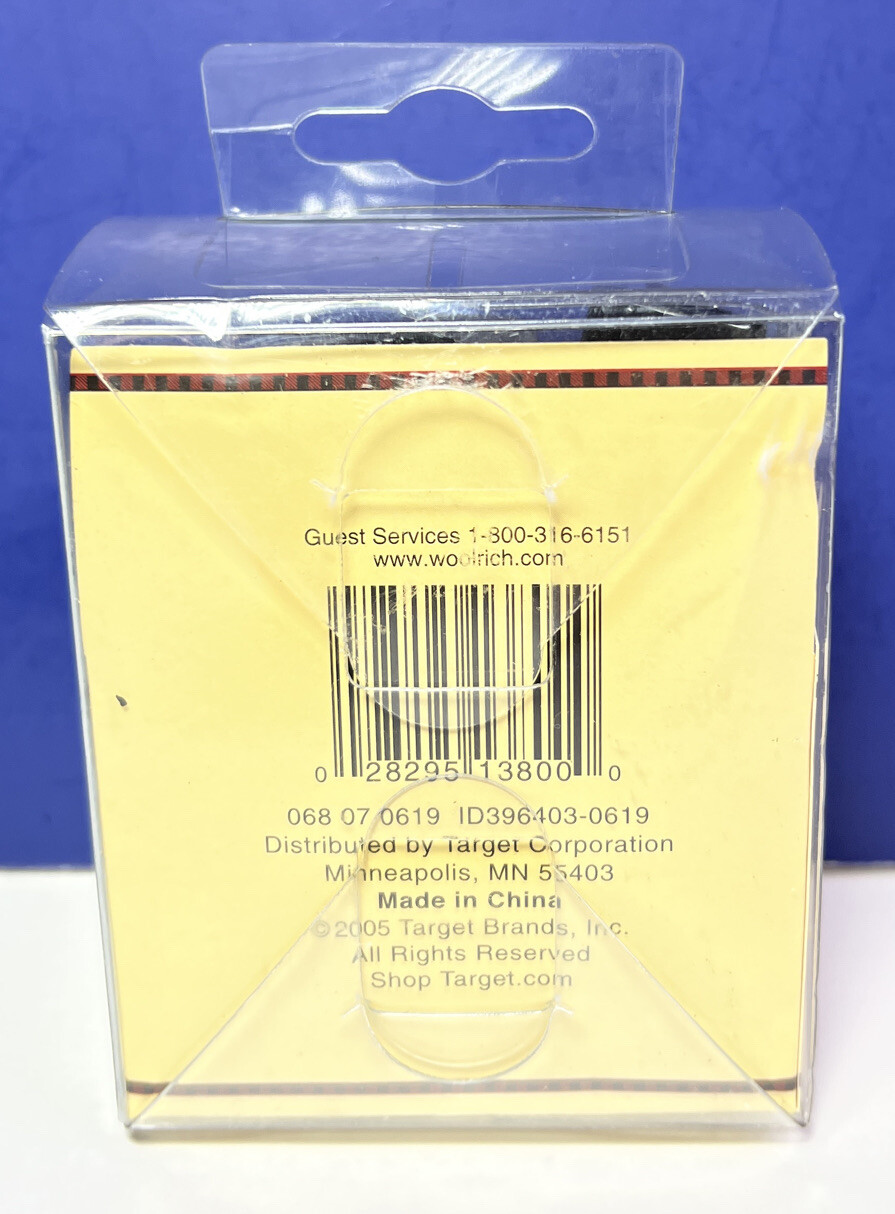 Guest Services 1-800-316-6151
www.woolrich.com
0 28295 13800 0
068 07 0619 ID396403-0619
Distributed by Target Corporation
Minneapolis, MN 55403
Made in China
©2005 Target Brands, Inc.
All Rights Reserved
Shop Target.com